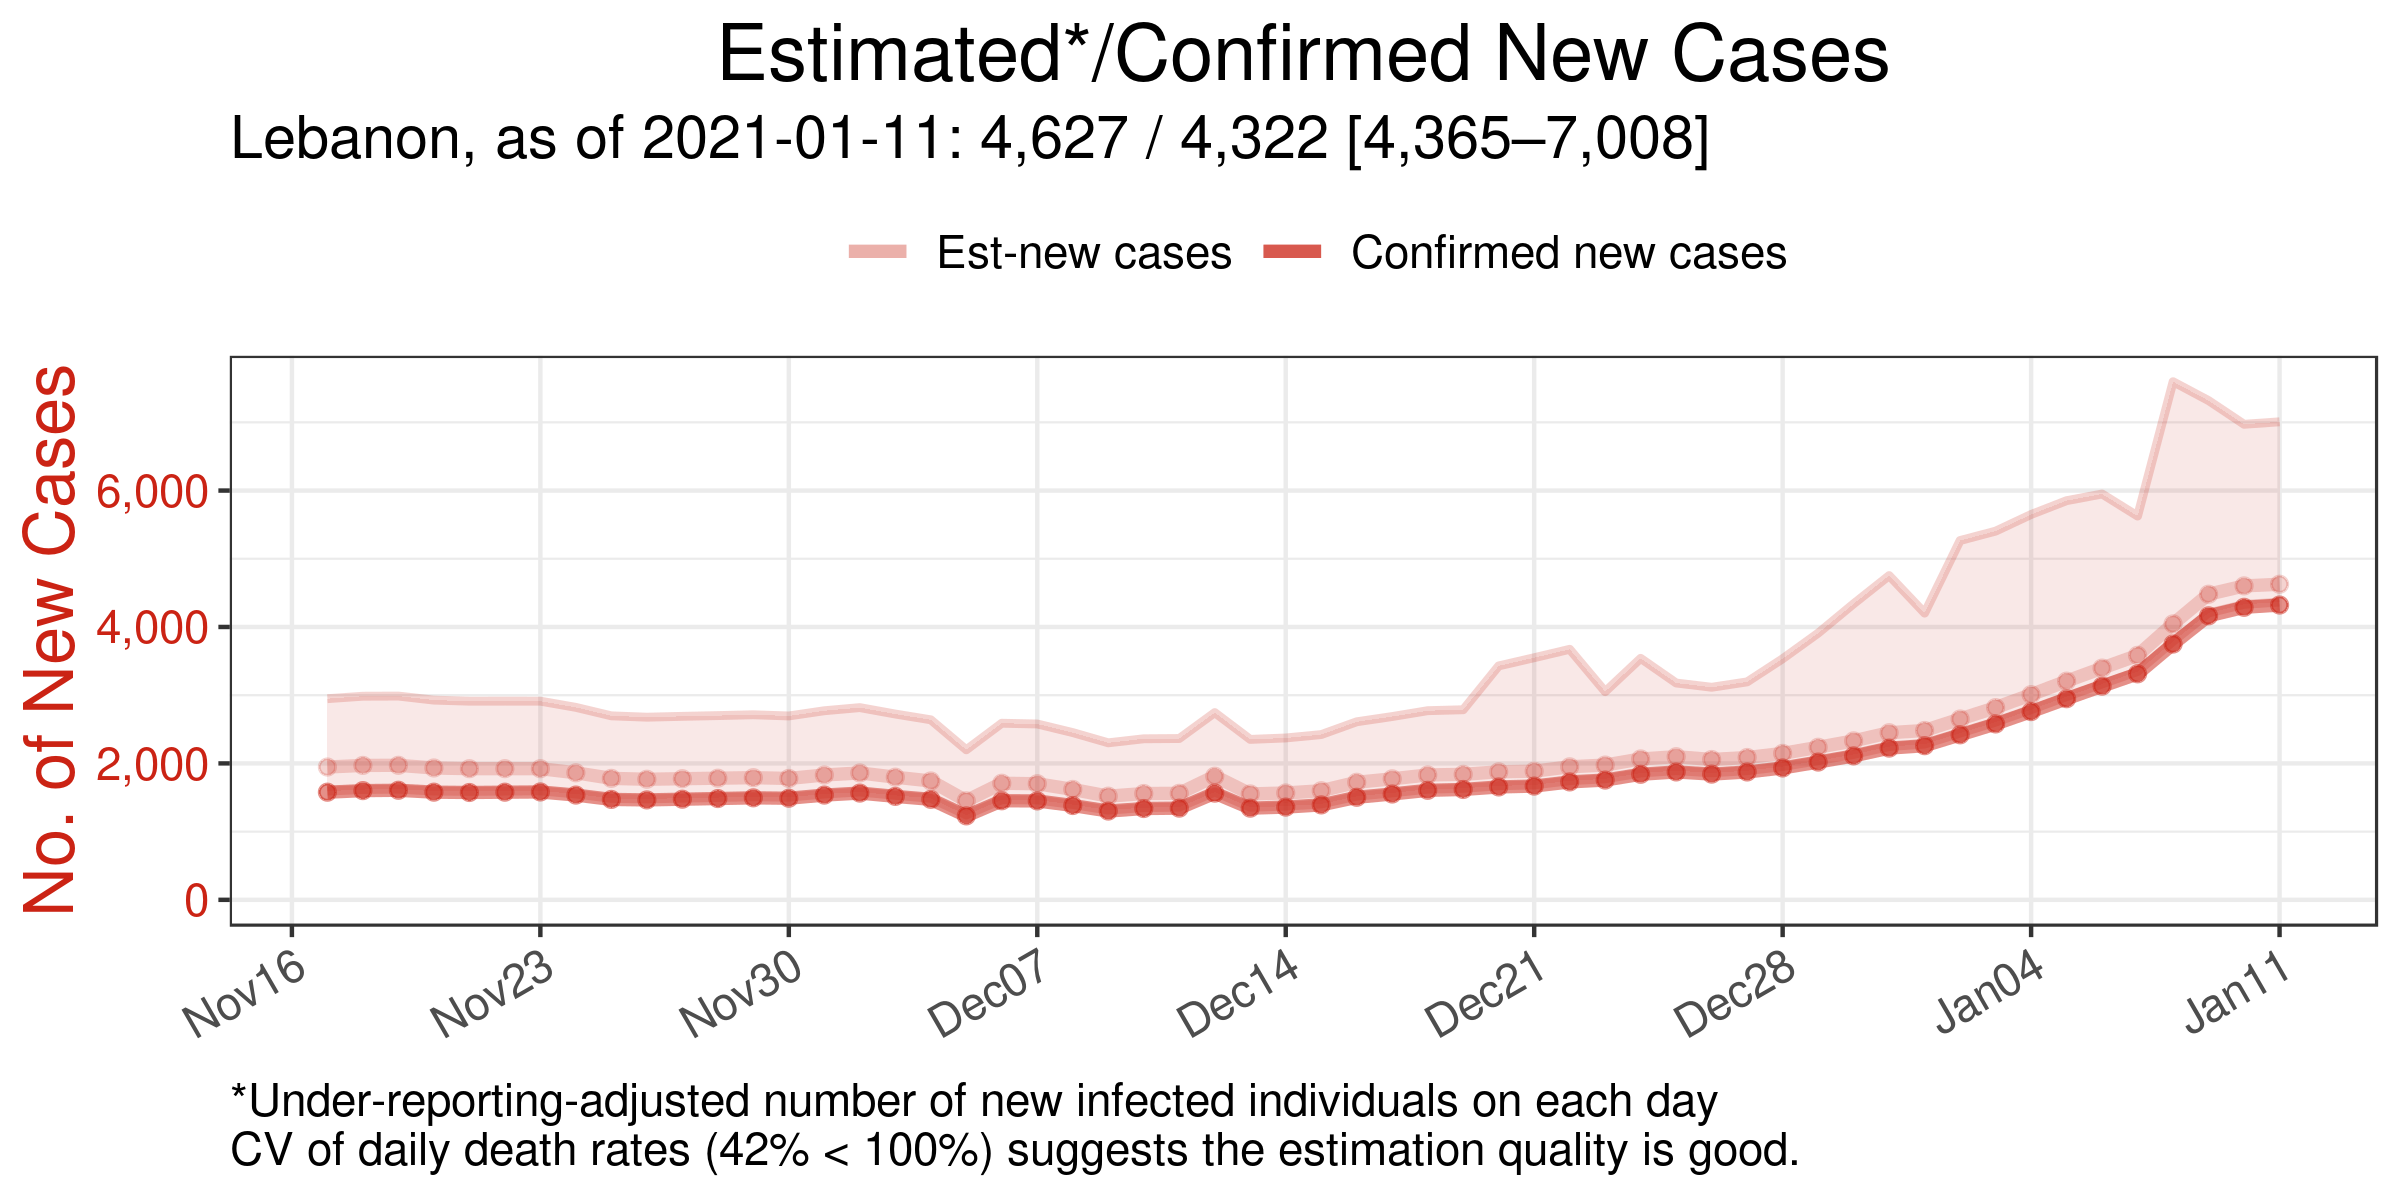 Estimated*/Confirmed New Cases
Lebanon, as of 2021-01-11: 4,627 / 4,322 [4,365–7,008]
Est-new cases
Confirmed new cases
No. of New Cases
6,000
4,000
2,000
0
Nov16
Nov23
Nov30
Dec07
Dec14
Dec21
Dec28
Jan04
Jan11
*Under-reporting-adjusted number of new infected individuals on each day
CV of daily death rates (42% < 100%) suggests the estimation quality is good.